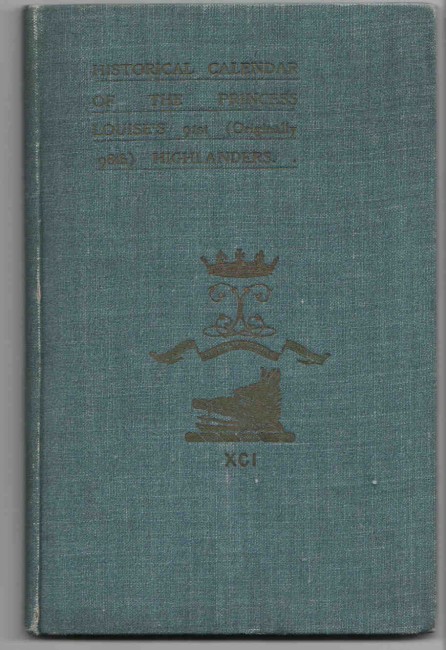 HISTORICAL CALENDAR
OF THE PRINCESS
LOUISE'S 91st (Originally
98th) HIGHLANDERS. .
XCI